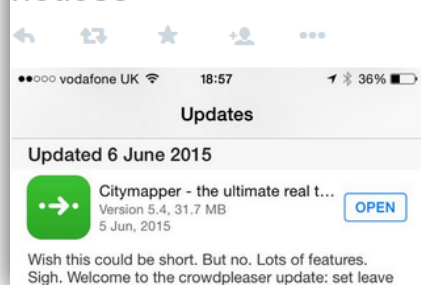 vodafone UK 18:57 36%
Updates
Updated 6 June 2015
Citymapper - the ultimate real t...
Version 5.4, 31.7 MB
5 Jun, 2015
OPEN
Wish this could be short. But no. Lots of features.
Sigh. Welcome to the crowdpleaser update: set leave